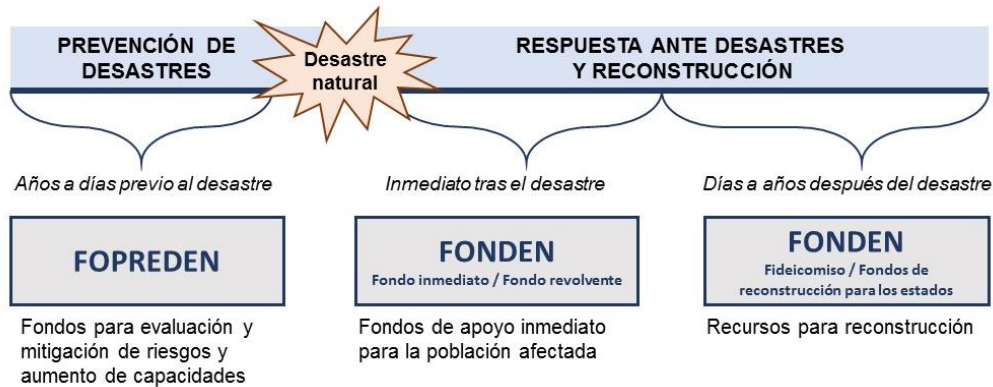 PREVENCIÓN DE
DESASTRES
Desastre
natural
RESPUESTA ANTE DESASTRES
Y RECONSTRUCCIÓN
Años a días previo al desastre
Inmediato tras el desastre
Días a años después del desastre
FOPREDEN
FONDEN
Fondo inmediato / Fondo revolvente
FONDEN
Fideicomiso / Fondos de
reconstrucción para los estados
Fondos para evaluación y
mitigación de riesgos y
aumento de capacidades
Fondos de apoyo inmediato
para la población afectada
Recursos para reconstrucción